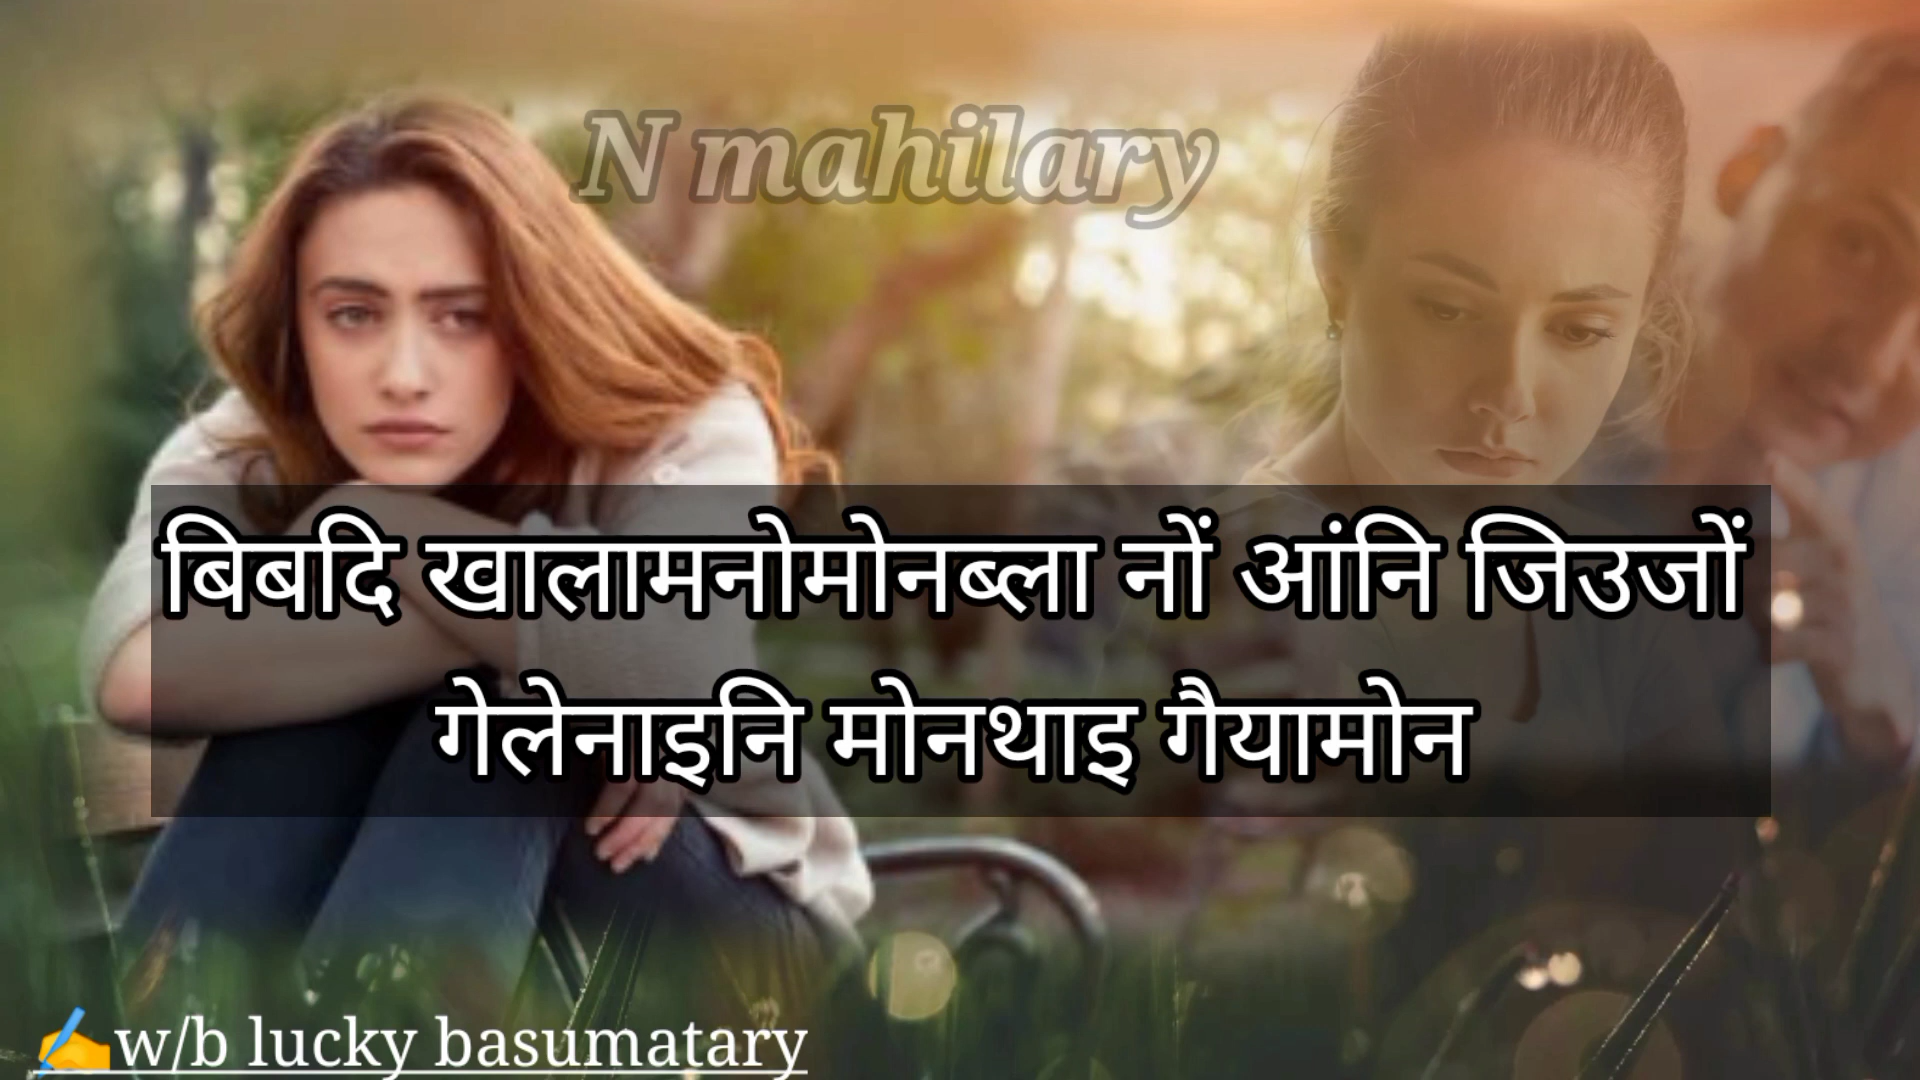 N mahilary
बिबदि खालामनोमोनब्ला नों आंनि जिउजों
गेलेनाइनि मोनथाइ गैयामोन
✍️w/b lucky basumatary